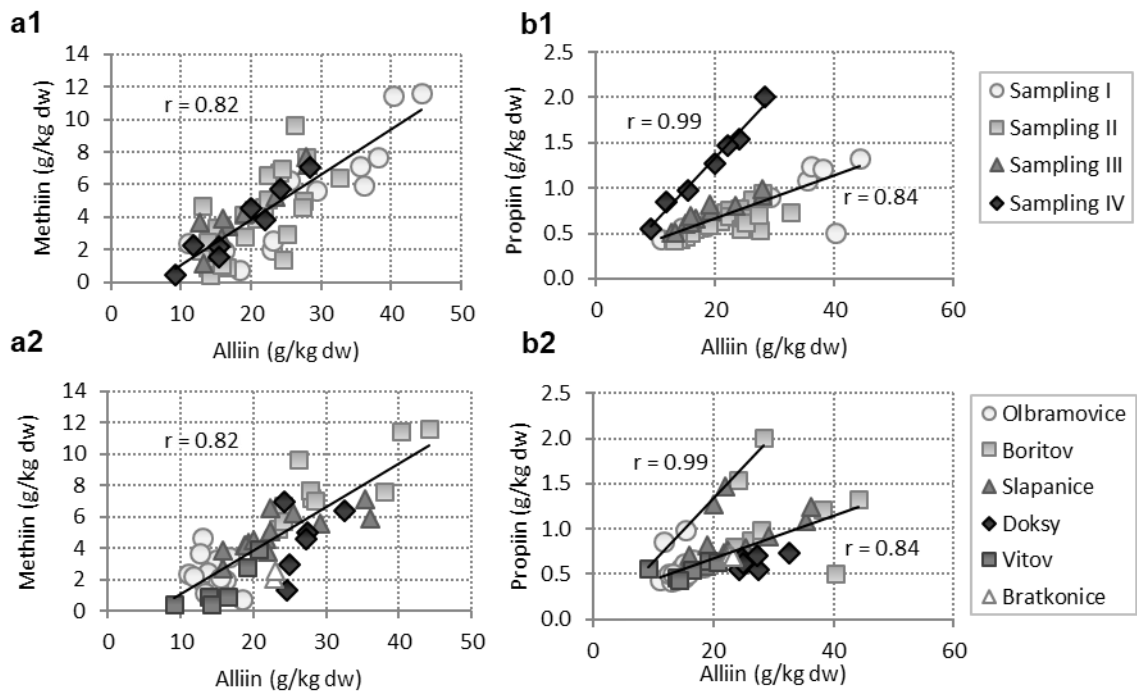 a1
14
12
10
8
6
4
2
0
Methiin (g/kg dw)
r = 0.82
0 10 20 30 40 50
Alliin (g/kg dw)
b1
2.5
2.0
1.5
1.0
0.5
0.0
Propiin (g/kg dw)
r = 0.99
r = 0.84
0 20 40 60
Alliin (g/kg dw)
Sampling I
Sampling II
Sampling III
Sampling IV
a2
14
12
10
8
6
4
2
0
Methiin (g/kg dw)
r = 0.82
0 10 20 30 40 50
Alliin (g/kg dw)
b2
2.5
2.0
1.5
1.0
0.5
0.0
Propiin (g/kg dw)
r = 0.99
r = 0.84
0 20 40 60
Alliin (g/kg dw)
Olbramovice
Boritov
Slapanice
Doksy
Vitov
Bratkonice